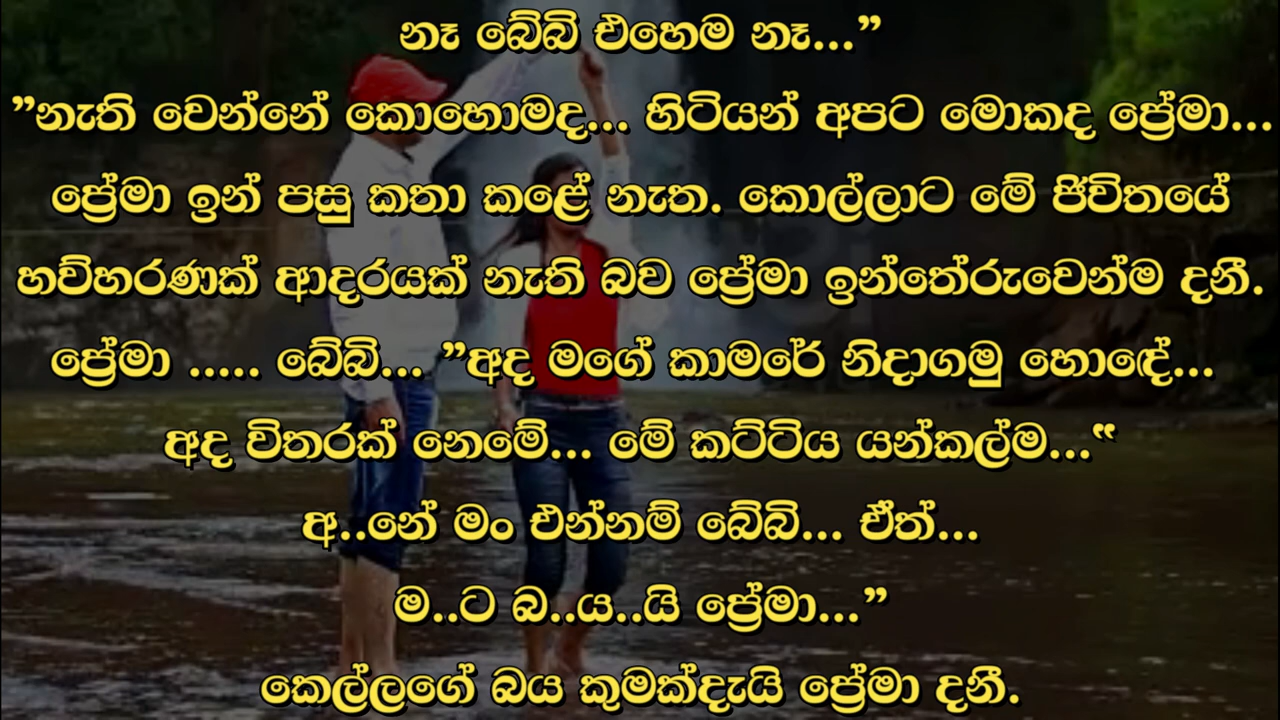 නෑ බේබි එහෙම නෑ...”
”නැති වෙන්නේ කොහොමද... හිටියන් අපට මොකද ප්‍රේමා...
ප්‍රේමා ඉන් පසු කතා කළේ නැත. කොල්ලාට මේ ජීවිතයේ
හව්හරණක් ආදරයක් නැති බව ප්‍රේමා ඉන්තේරුවෙන්ම දනී.
ප්‍රේමා ..... බේබි... ”අද මගේ කාමරේ නිදාගමු හොඳේ...
අද විතරක් නෙමේ... මේ කට්ටිය යන්කල්ම...“
අ..නේ මං එන්නම් බේබි... ඒත්...
ම..ට බ..ය..යි ප්‍රේමා...”
කෙල්ලගේ බය කුමක්දැයි ප්‍රේමා දනී.